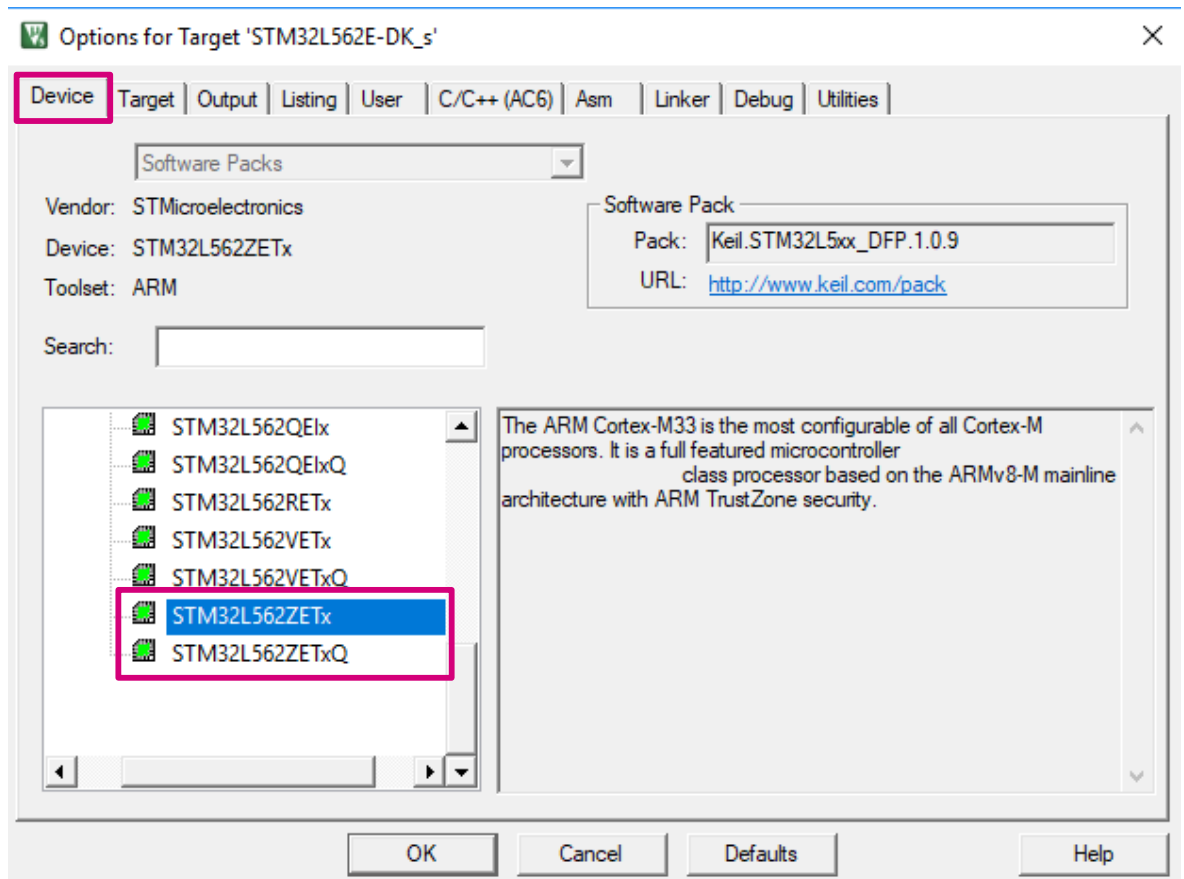 Options for Target 'STM32L562E-DK_s'
Device Target Output Listing User C/C++ (AC6) Asm Linker Debug Utilities
Software Packs
Vendor: STMicroelectronics
Device: STM32L562ZETx
Toolset: ARM
Search:
Software Pack
Pack: Keil.STM32L5xx_DFP.1.0.9
URL: http://www.keil.com/pack
STM32L562QEIx
STM32L562QEIxQ
STM32L562RETx
STM32L562VETx
STM32L562VETxQ
STM32L562ZETx
STM32L562ZETxQ
The ARM Cortex-M33 is the most configurable of all Cortex-M
processors. It is a full featured microcontroller
class processor based on the ARMv8-M mainline
architecture with ARM TrustZone security.
OK Cancel Defaults Help